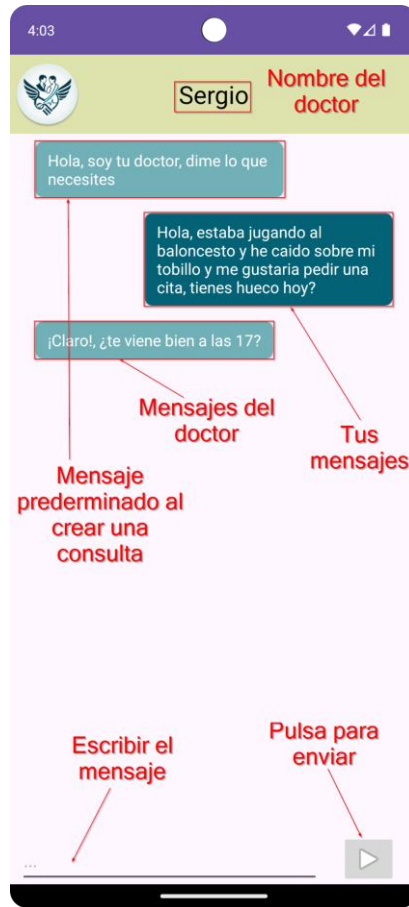 4:03
Sergio
Nombre del
doctor
Hola, soy tu doctor, dime lo que
necesites
Hola, estaba jugando al
baloncesto y he caido sobre mi
tobillo y me gustaria pedir una
cita, tienes hueco hoy?
¡Claro!, ¿te viene bien a las 17?
Mensajes del
doctor
Tus
mensajes
Mensaje
predeterminado al
crear una
consulta
Escribir el
mensaje
Pulsa para
enviar
...